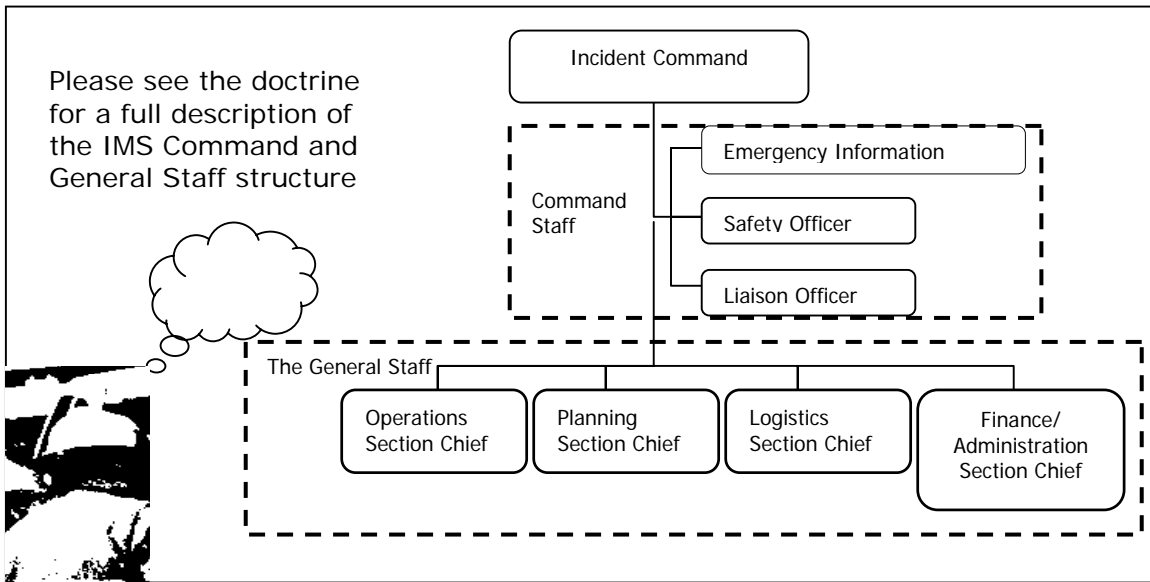 Please see the doctrine
for a full description of
the IMS Command and
General Staff structure
Incident Command
Command
Staff
Emergency Information
Safety Officer
Liaison Officer
The General Staff
Operations
Section Chief
Planning
Section Chief
Logistics
Section Chief
Finance/
Administration
Section Chief